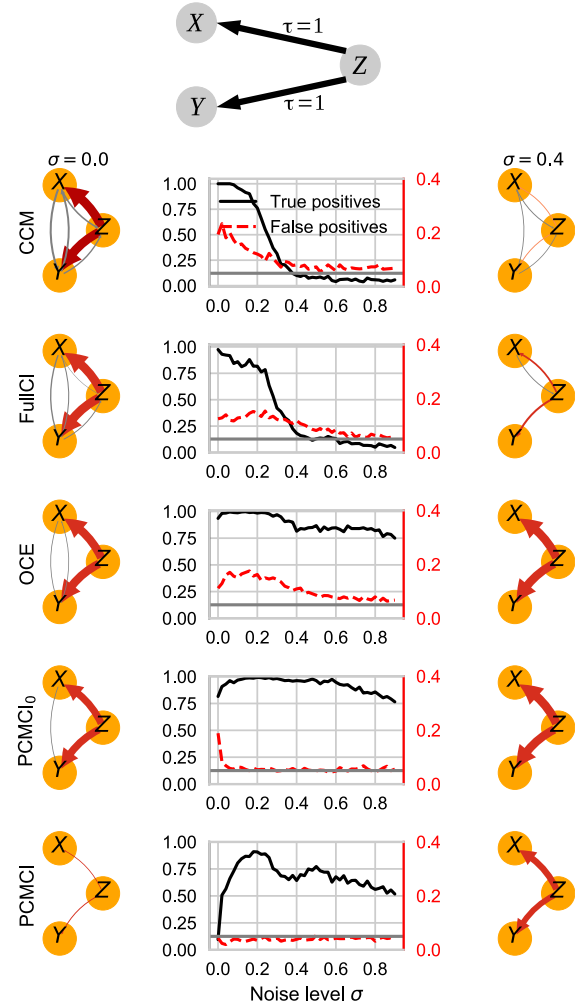 X
τ=1
Z
Y
τ=1
σ = 0.0
σ = 0.4
CCM
X
Z
Y
1.00
0.75
0.50
0.25
0.00
True positives
False positives
0.4
0.2
0.0
0.0 0.2 0.4 0.6 0.8
X
Z
Y
FullCI
X
Z
Y
1.00
0.75
0.50
0.25
0.00
0.4
0.2
0.0
0.0 0.2 0.4 0.6 0.8
X
Z
Y
OCE
X
Z
Y
1.00
0.75
0.50
0.25
0.00
0.4
0.2
0.0
0.0 0.2 0.4 0.6 0.8
X
Z
Y
PCMCI₀
X
Z
Y
1.00
0.75
0.50
0.25
0.00
0.4
0.2
0.0
0.0 0.2 0.4 0.6 0.8
X
Z
Y
PCMCI
X
Z
Y
1.00
0.75
0.50
0.25
0.00
0.4
0.2
0.0
0.0 0.2 0.4 0.6 0.8
X
Z
Y
Noise level σ